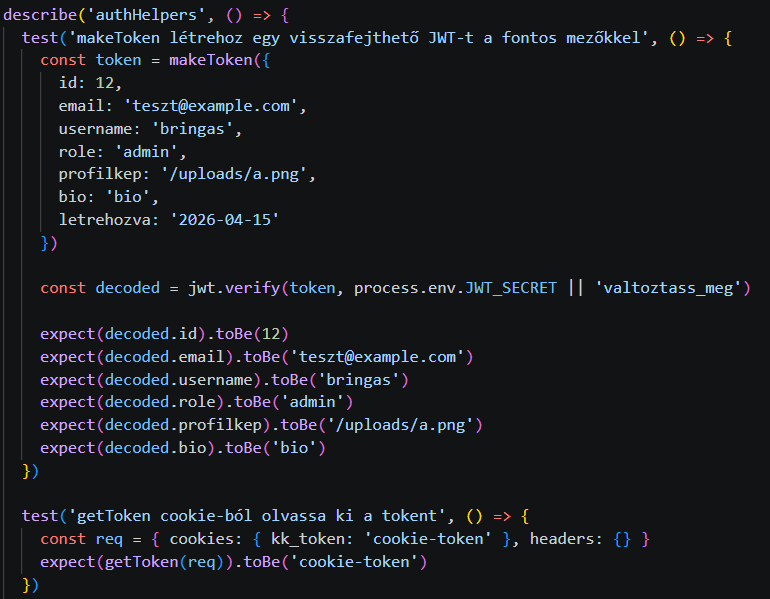 describe('authHelpers', () => {
  test('makeToken létrehoz egy visszafejthető JWT-t a fontos mezőkkel', () => {
    const token = makeToken({
      id: 12,
      email: 'teszt@example.com',
      username: 'bringas',
      role: 'admin',
      profilkep: '/uploads/a.png',
      bio: 'bio',
      letrehozva: '2026-04-15'
    })

    const decoded = jwt.verify(token, process.env.JWT_SECRET || 'valtoztass_meg')

    expect(decoded.id).toBe(12)
    expect(decoded.email).toBe('teszt@example.com')
    expect(decoded.username).toBe('bringas')
    expect(decoded.role).toBe('admin')
    expect(decoded.profilkep).toBe('/uploads/a.png')
    expect(decoded.bio).toBe('bio')
  })

  test('getToken cookie-ból olvassa ki a tokent', () => {
    const req = { cookies: { kk_token: 'cookie-token' }, headers: {} }
    expect(getToken(req)).toBe('cookie-token')
  })